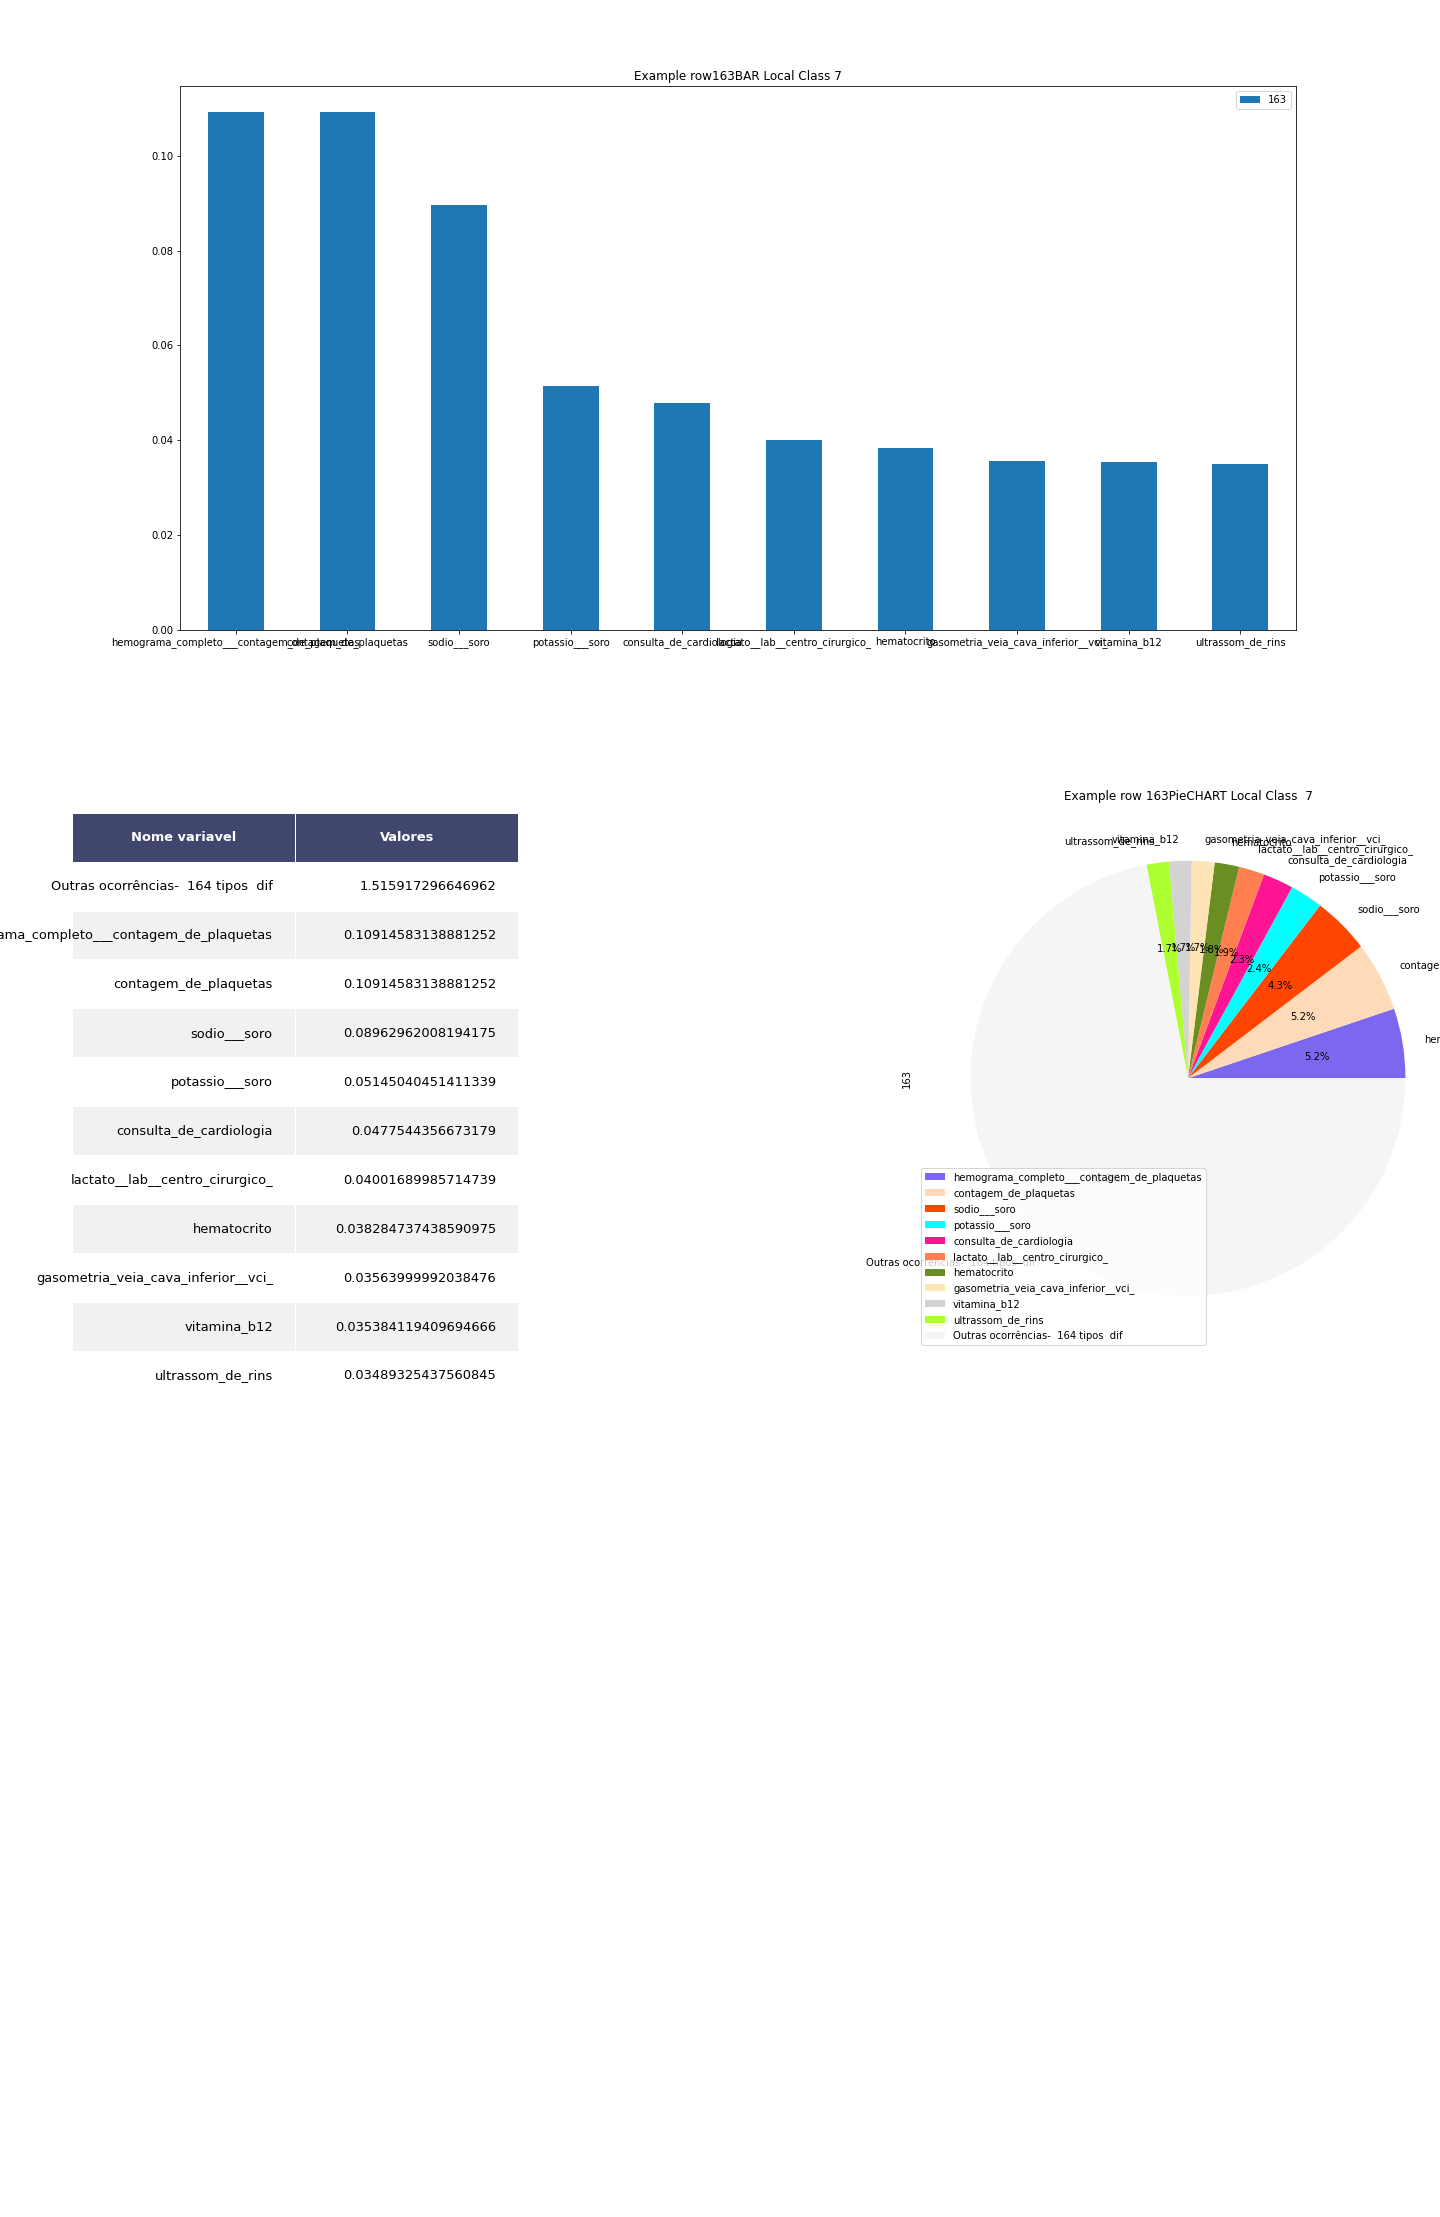 Example row163BAR Local Class 7
163
0.10
0.08
0.06
0.04
0.02
0.00
hemograma_completo___contagem_de_plaquetas
contagem_de_plaquetas
sodio___soro
potassio___soro
consulta_de_cardiologia
lactato__lab__centro_cirurgico_
hematocrito
gasometria_veia_cava_inferior__vci_
vitamina_b12
ultrassom_de_rins
Nome variavel Valores
Outras ocorrências-  164 tipos  dif 1.515917296646962
ama_completo___contagem_de_plaquetas 0.10914583138881252
contagem_de_plaquetas 0.10914583138881252
sodio___soro 0.08962962008194175
potassio___soro 0.05145040451411339
consulta_de_cardiologia 0.0477544356673179
lactato__lab__centro_cirurgico_ 0.04001689985714739
hematocrito 0.038284737438590975
gasometria_veia_cava_inferior__vci_ 0.03563999992038476
vitamina_b12 0.035384119409694666
ultrassom_de_rins 0.03489325437560845
Example row 163PieCHART Local Class  7
ultrassom_de_rins
vitamina_b12
gasometria_veia_cava_inferior__vci_
hematocrito
lactato__lab__centro_cirurgico_
consulta_de_cardiologia
potassio___soro
sodio___soro
contage
her
1.7%
1.7%
1.7%
1.8%
1.9%
2.3%
2.4%
4.3%
5.2%
5.2%
163
Outras ocorrências-  164 tipos  dif
hemograma_completo___contagem_de_plaquetas
contagem_de_plaquetas
sodio___soro
potassio___soro
consulta_de_cardiologia
lactato__lab__centro_cirurgico_
hematocrito
gasometria_veia_cava_inferior__vci_
vitamina_b12
ultrassom_de_rins
Outras ocorrências-  164 tipos  dif